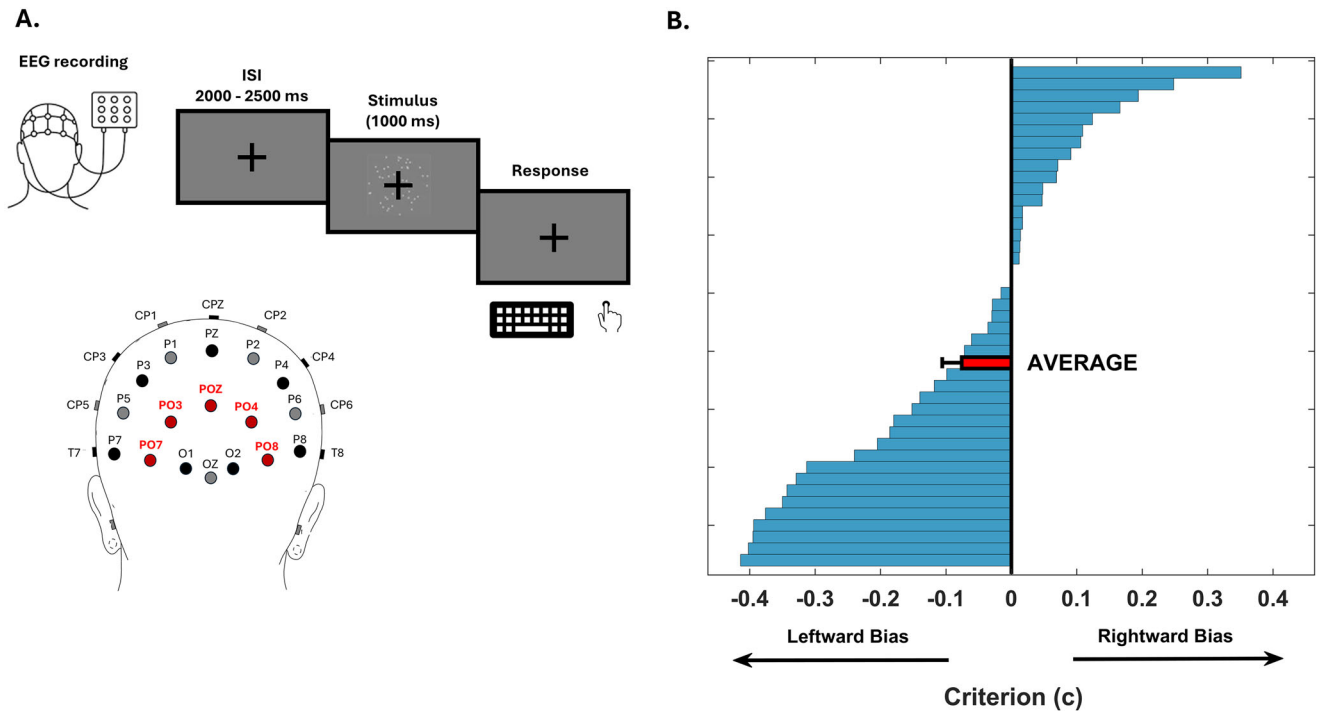 A.
EEG recording
ISI
2000 - 2500 ms
Stimulus
(1000 ms)
Response
CPZ
CP1
CP2
PZ
P1
P2
CP3
CP4
P3
P4
POZ
CP5
P5
PO3
PO4
P6
CP6
P7
P8
T7
PO7
O1
O2
PO8
T8
OZ
B.
AVERAGE
-0.4 -0.3 -0.2 -0.1 0 0.1 0.2 0.3 0.4
Leftward Bias
Rightward Bias
Criterion (c)